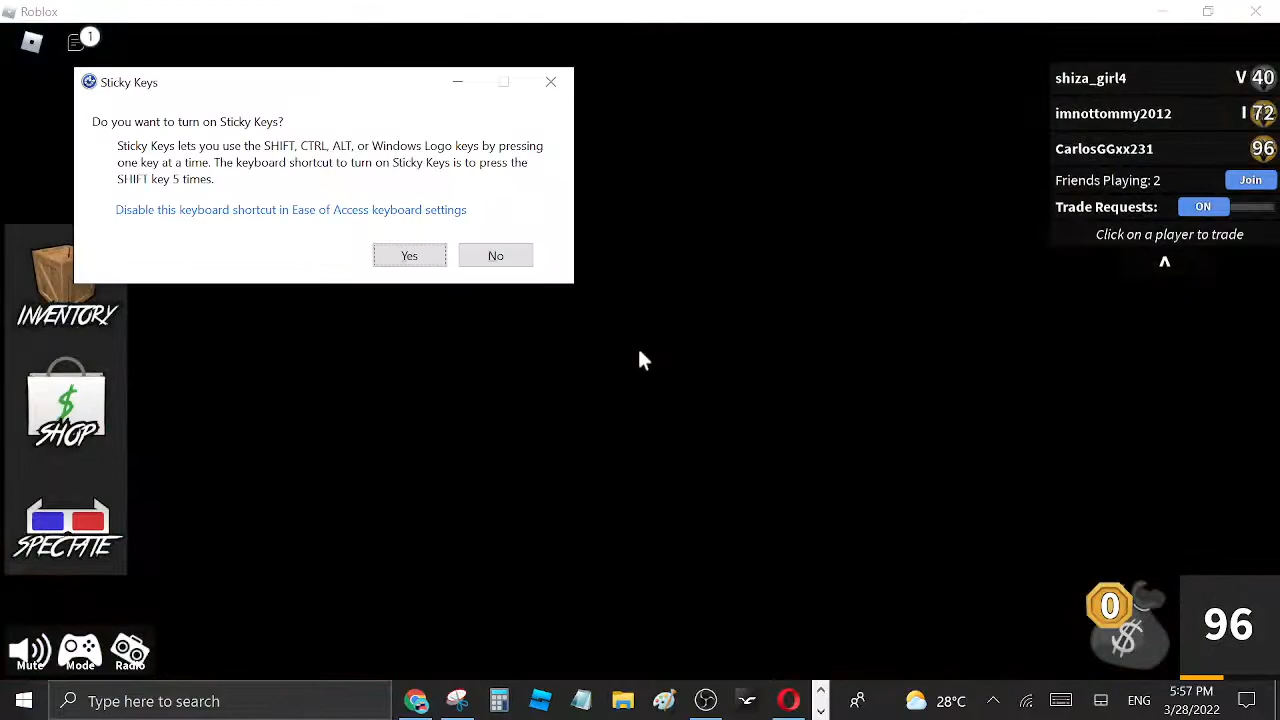 Roblox
1
Sticky Keys
Do you want to turn on Sticky Keys?
Sticky Keys lets you use the SHIFT, CTRL, ALT, or Windows Logo keys by pressing
one key at a time. The keyboard shortcut to turn on Sticky Keys is to press the
SHIFT key 5 times.
Disable this keyboard shortcut in Ease of Access keyboard settings
Yes No
shiza_girl4 V 40
imnottommy2012 I 72
CarlosGGxx231 96
Friends Playing: 2 Join
Trade Requests: ON
Click on a player to trade
^
INVENTORY
$
SHOP
SPECTATE
0
$
96
Mute Mode Radio
Type here to search
28°C
ENG
5:57 PM
3/28/2022